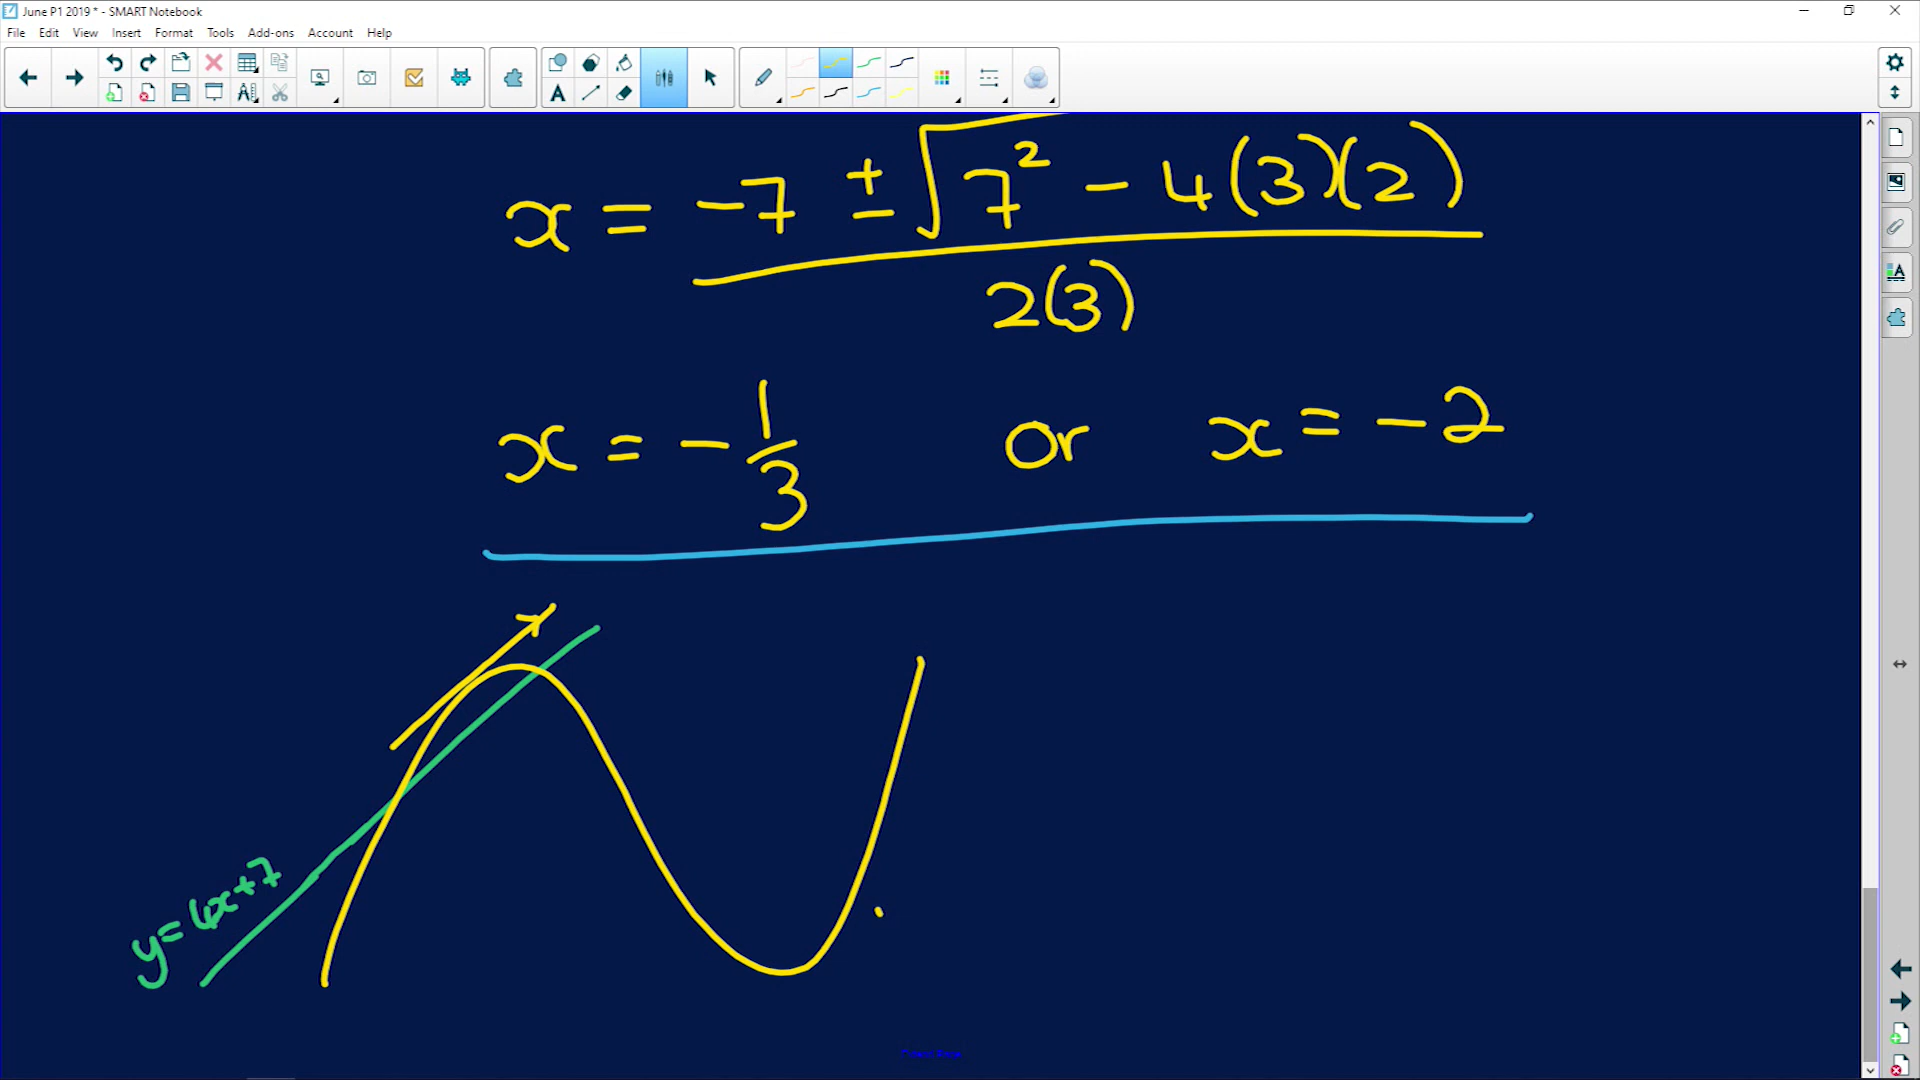 June P1 2019 * - SMART Notebook
File Edit View Insert Format Tools Add-ons Account Help
x = -7 ± √7² - 4(3)(2)
2(3)
x = - 1/3 or x = -2
y = 4x+7